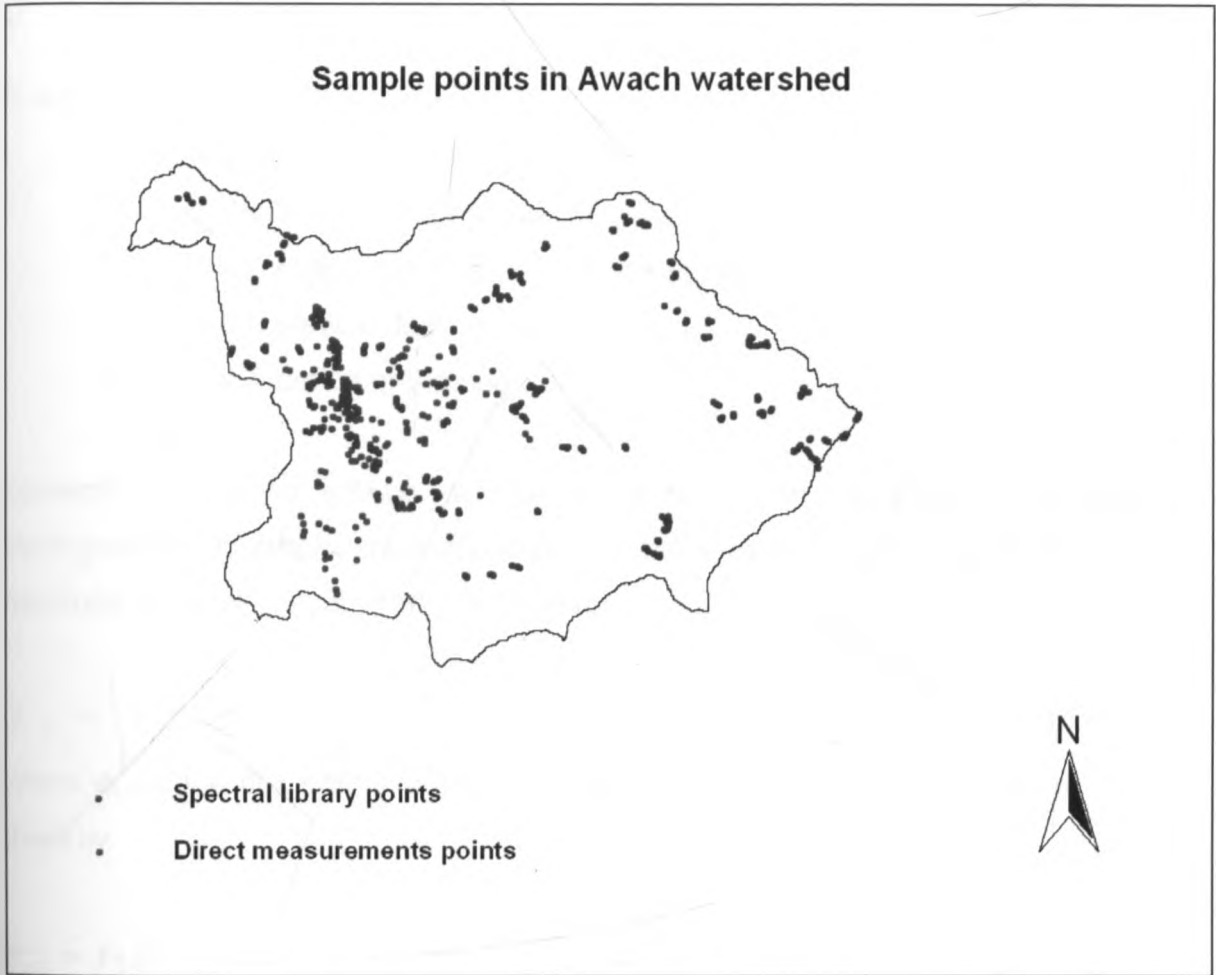 Sample points in Awach watershed
N
Spectral library points
Direct measurements points